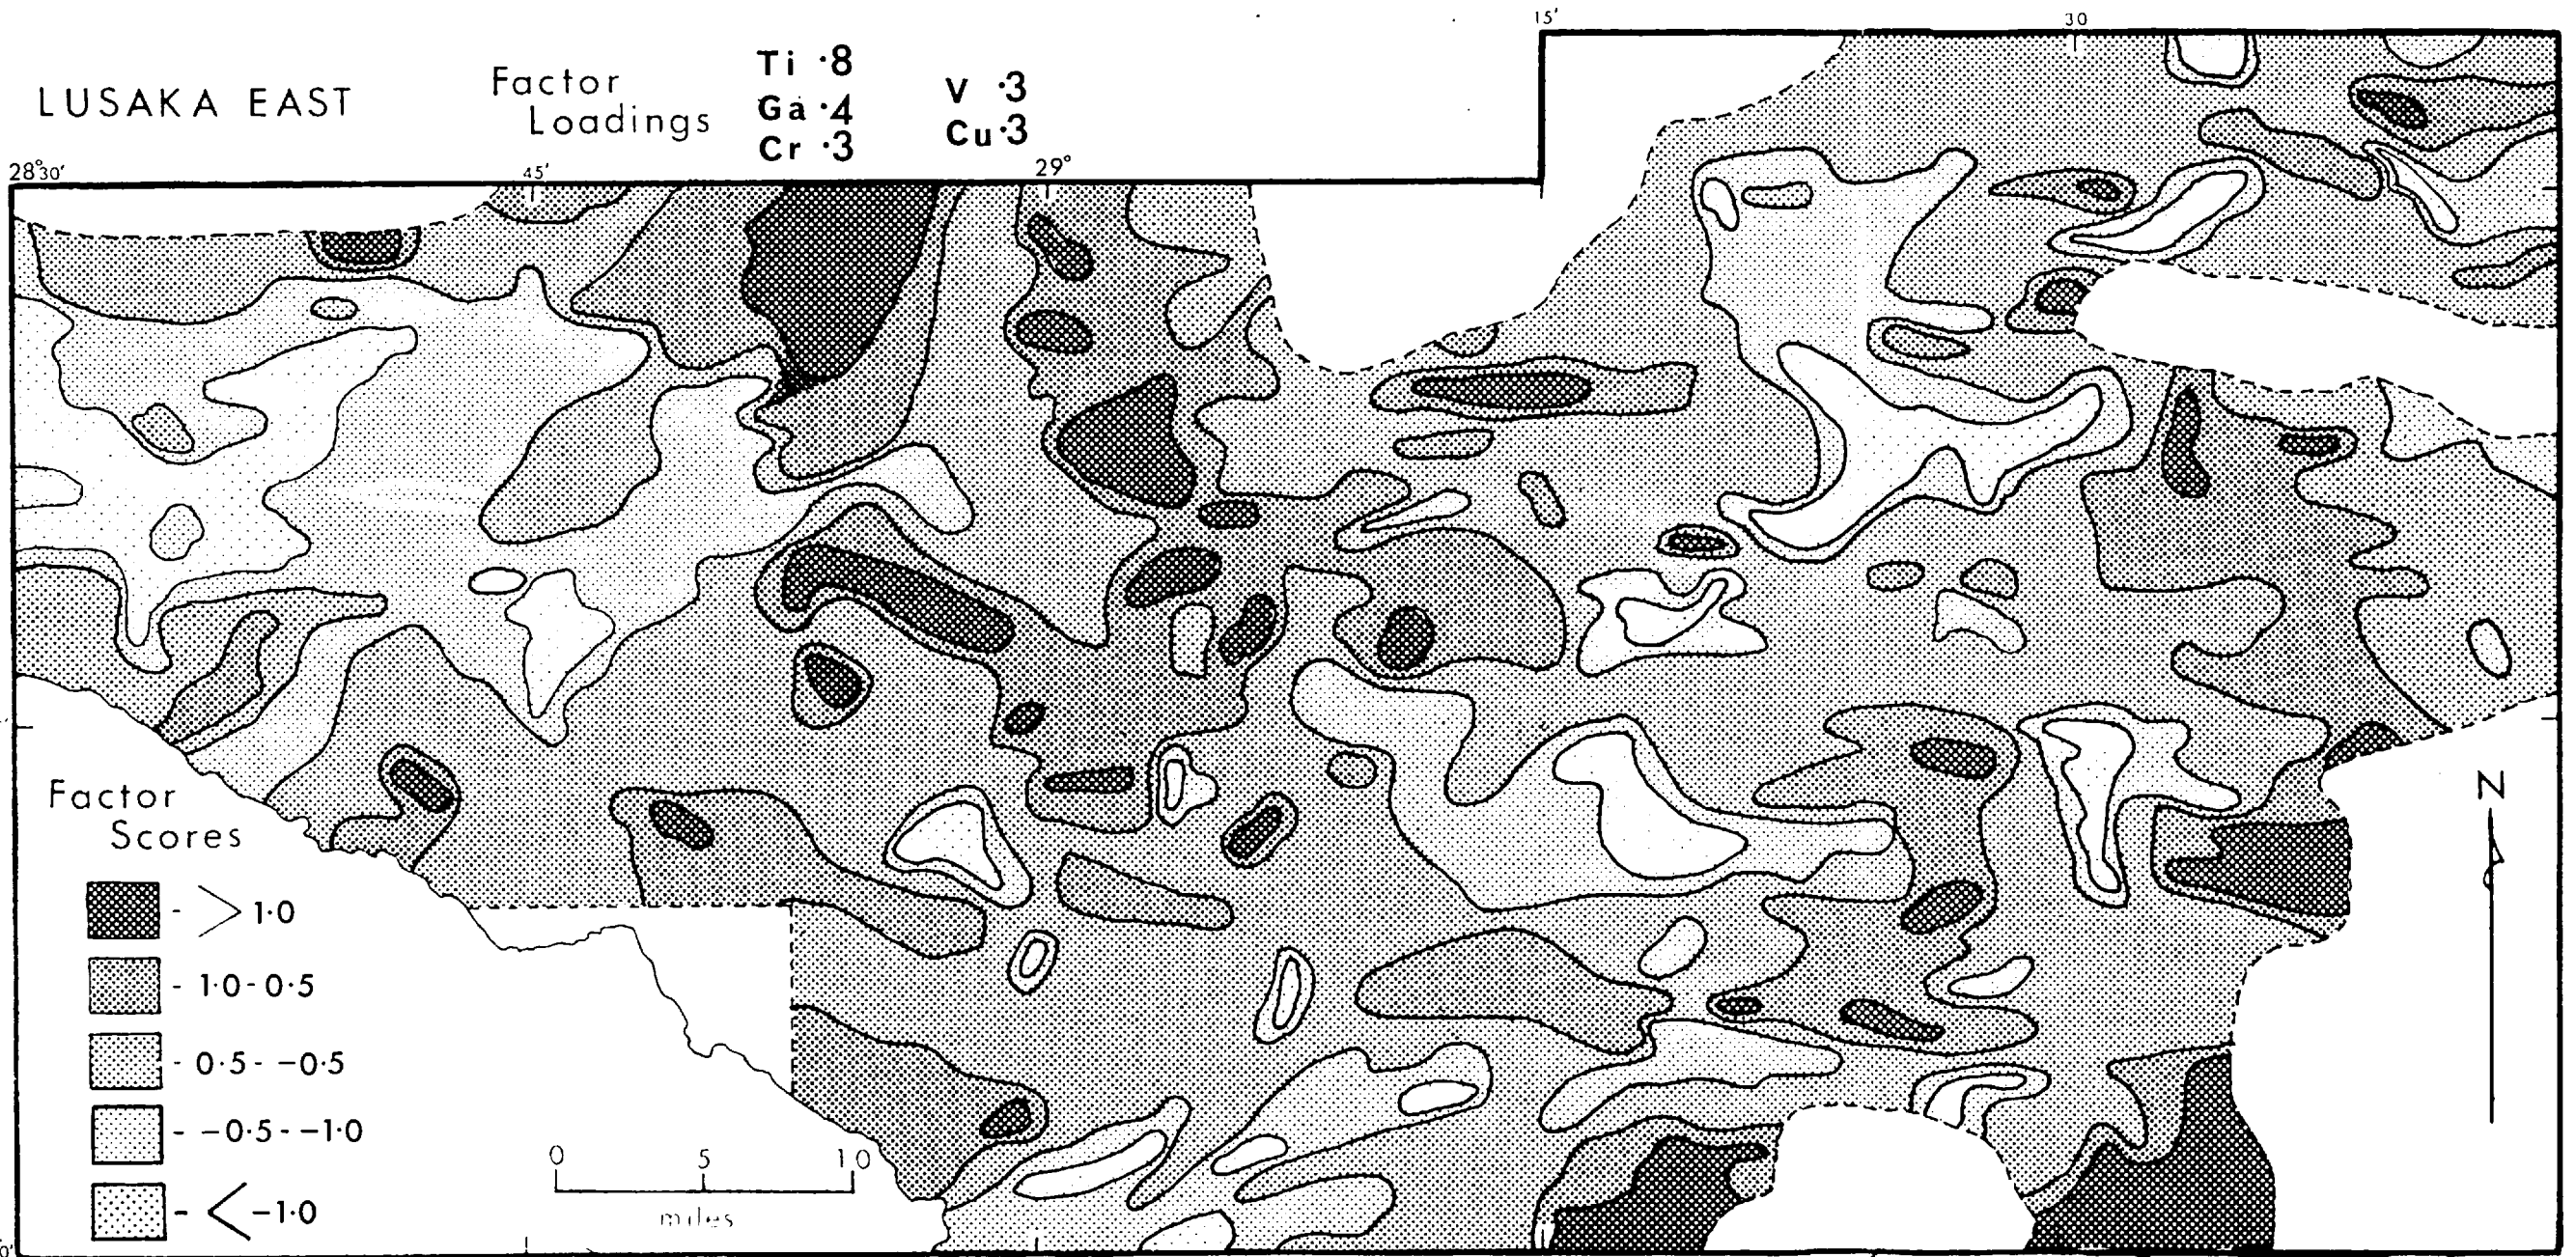 15' 30
LUSAKA EAST
Factor Loadings
Ti ·8
Ga ·4
Cr ·3
V ·3
Cu ·3
28°30' 45' 29°
N
Factor Scores
- >1·0
- 1·0-0·5
- 0·5- -0·5
- -0·5- -1·0
- <-1·0
0 5 10
miles
0'